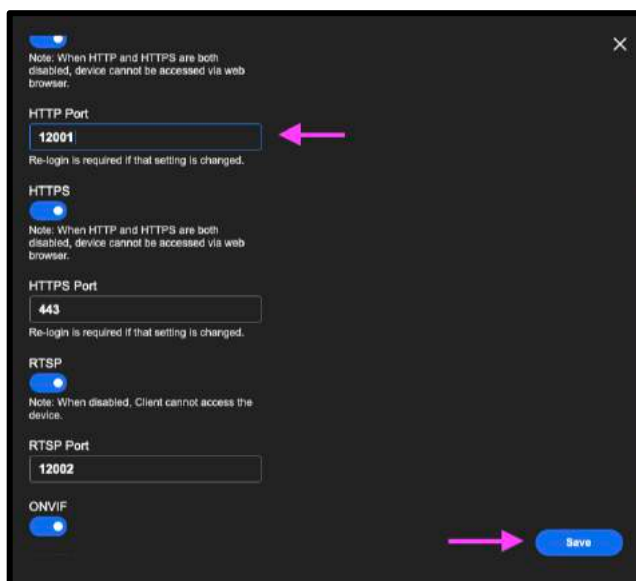 Note: When HTTP and HTTPS are both
disabled, device cannot be accessed via web
browser.
HTTP Port
12001
Re-login is required if that setting is changed.
HTTPS
Note: When HTTP and HTTPS are both
disabled, device cannot be accessed via web
browser.
HTTPS Port
443
Re-login is required if that setting is changed.
RTSP
Note: When disabled, Client cannot access the
device.
RTSP Port
12002
ONVIF
Save